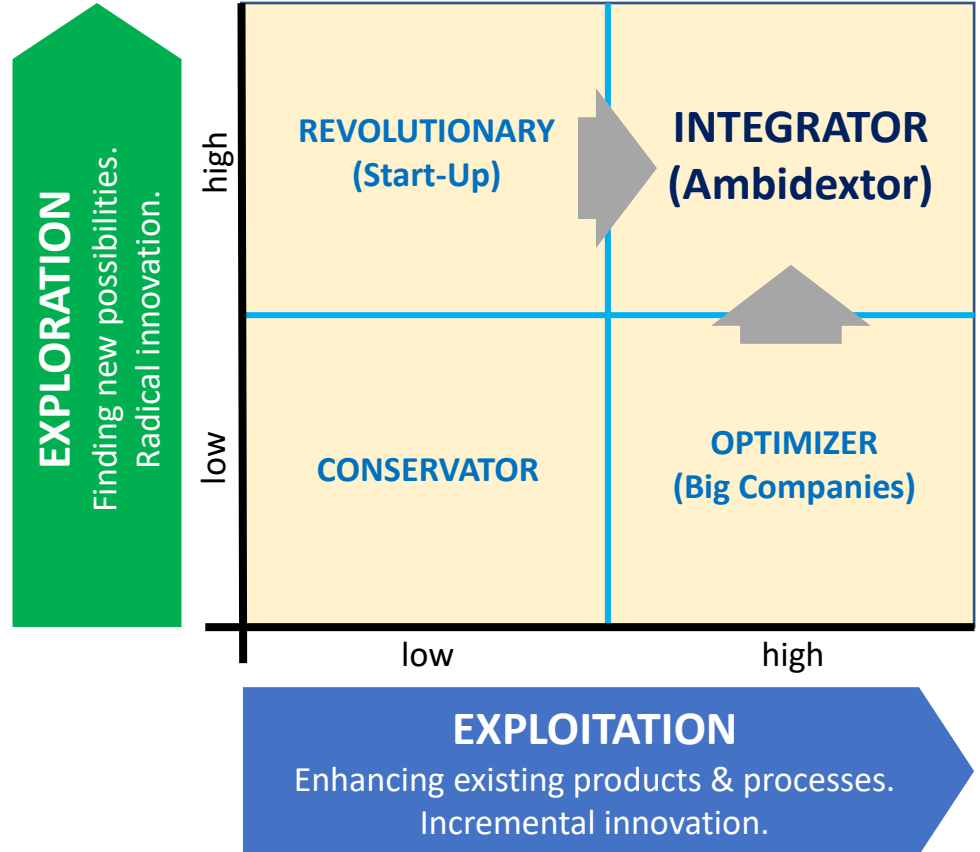 EXPLORATION
Finding new possibilities.
Radical innovation.
high
low
REVOLUTIONARY
(Start-Up)
INTEGRATOR
(Ambidextor)
CONSERVATOR
OPTIMIZER
(Big Companies)
low
high
EXPLOITATION
Enhancing existing products & processes.
Incremental innovation.